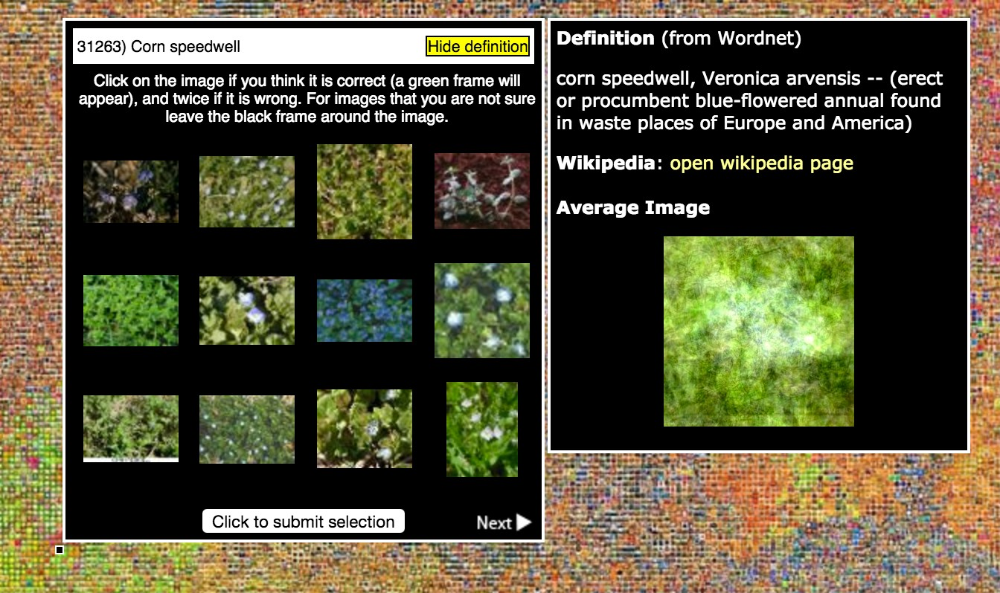 31263) Corn speedwell
Hide definition
Click on the image if you think it is correct (a green frame will
appear), and twice if it is wrong. For images that you are not sure
leave the black frame around the image.
Click to submit selection
Next
Definition (from Wordnet)
corn speedwell, Veronica arvensis -- (erect
or procumbent blue-flowered annual found
in waste places of Europe and America)
Wikipedia: open wikipedia page
Average Image